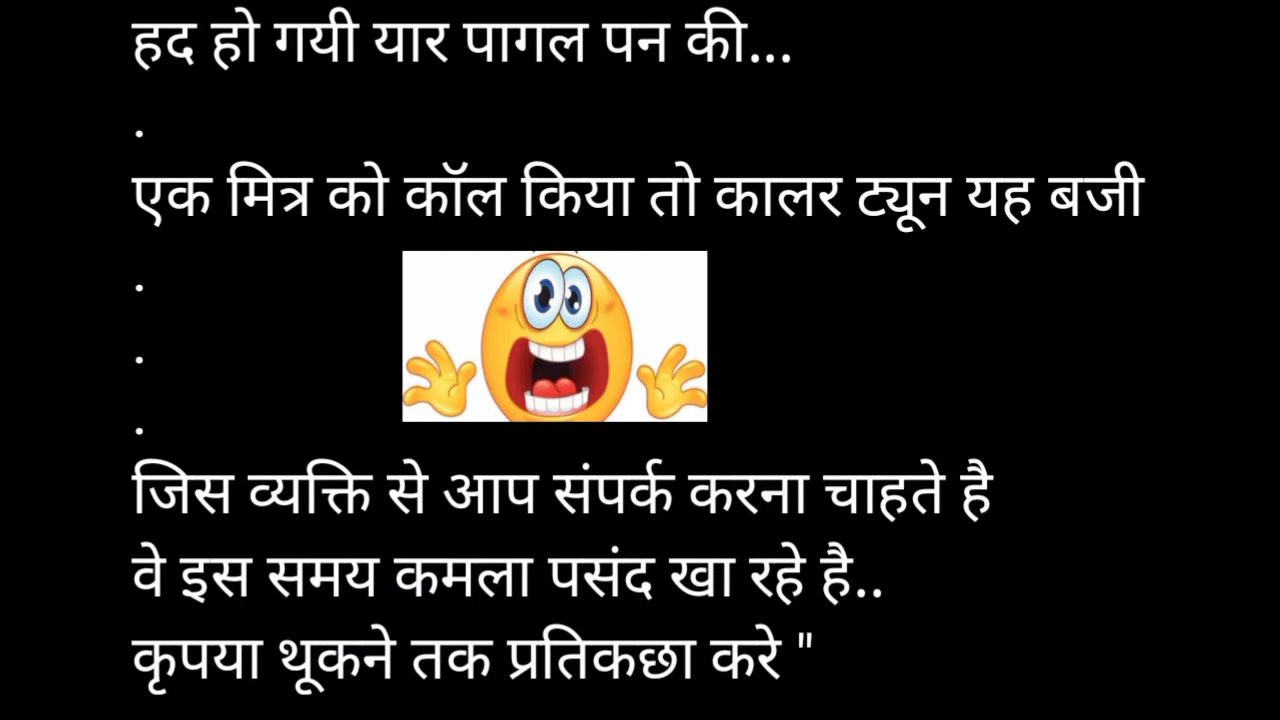 हद हो गयी यार पागल पन की...
.
एक मित्र को कॉल किया तो कालर ट्यून यह बजी
.
.
.
जिस व्यक्ति से आप संपर्क करना चाहते है
वे इस समय कमला पसंद खा रहे है..
कृपया थूकने तक प्रतिकछा करे "